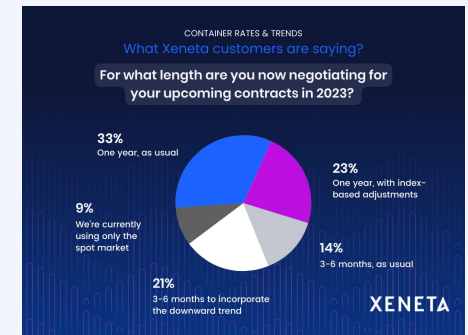 CONTAINER RATES & TRENDS
What Xeneta customers are saying?
For what length are you now negotiating for
your upcoming contracts in 2023?
33%
One year, as usual
23%
One year, with index-
based adjustments
9%
We're currently
using only the
spot market
14%
3-6 months, as usual
21%
3-6 months to incorporate
the downward trend
XENETA